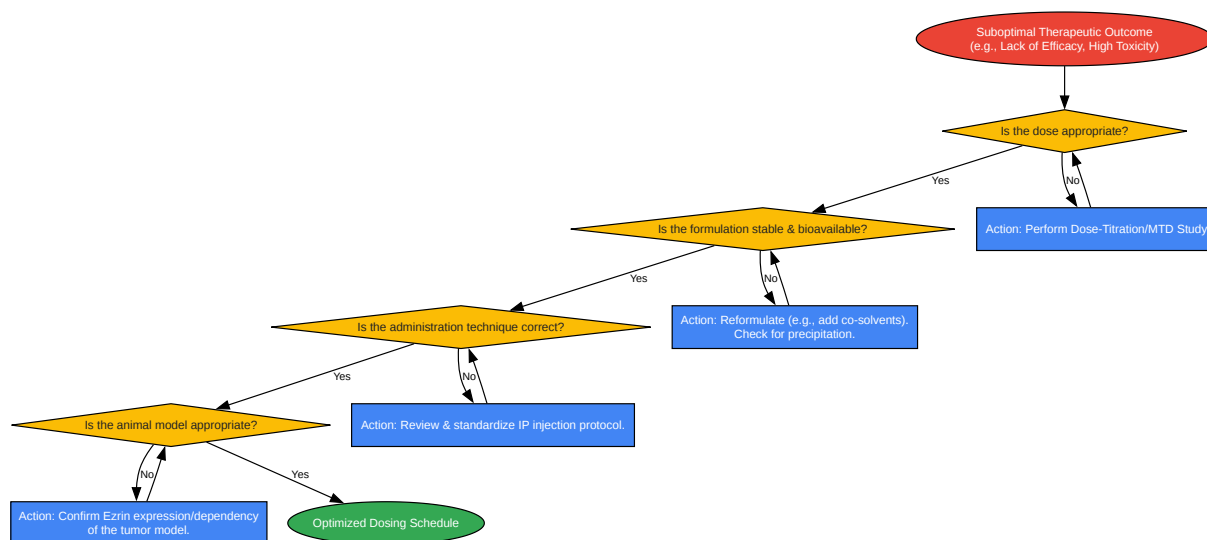 Suboptimal Therapeutic Outcome
(e.g., Lack of Efficacy, High Toxicity)
Is the dose appropriate?
Yes
No
Action: Perform Dose-Titration/MTD Study
Is the formulation stable & bioavailable?
Yes
No
Action: Reformulate (e.g., add co-solvents).
Check for precipitation.
Is the administration technique correct?
Yes
No
Action: Review & standardize IP injection protocol.
Is the animal model appropriate?
No
Yes
Action: Confirm Ezrin expression/dependency
of the tumor model.
Optimized Dosing Schedule